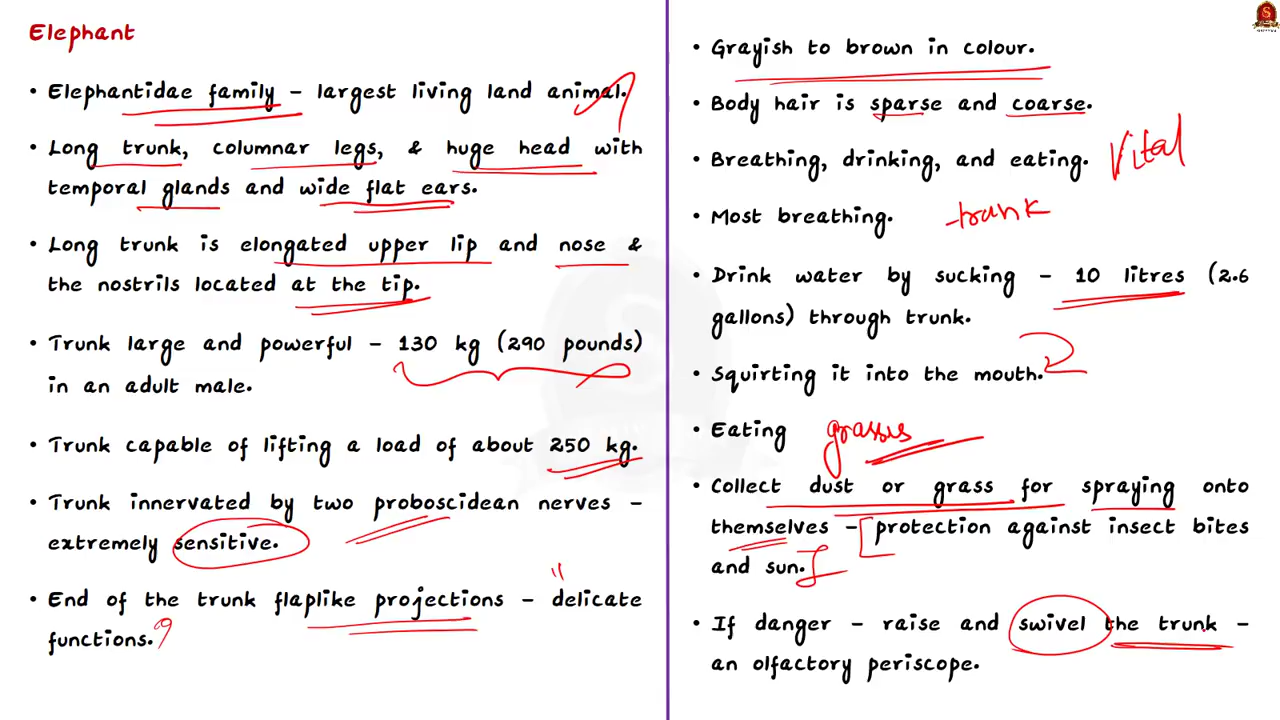 Elephant
• Elephantidae family – largest living land animal.
• Long trunk, columnar legs, & huge head with
temporal glands and wide flat ears.
• Long trunk is elongated upper lip and nose &
the nostrils located at the tip.
• Trunk large and powerful – 130 kg (290 pounds)
in an adult male.
• Trunk capable of lifting a load of about 250 kg.
• Trunk innervated by two proboscidean nerves –
extremely sensitive.
• End of the trunk flaplike projections – delicate
functions.
• Grayish to brown in colour.
• Body hair is sparse and coarse.
• Breathing, drinking, and eating. Vital
• Most breathing. trunk
• Drink water by sucking – 10 litres (2.6
gallons) through trunk.
• Squirting it into the mouth.
• Eating grasses
• Collect dust or grass for spraying onto
themselves – protection against insect bites
and sun.
• If danger – raise and swivel the trunk –
an olfactory periscope.